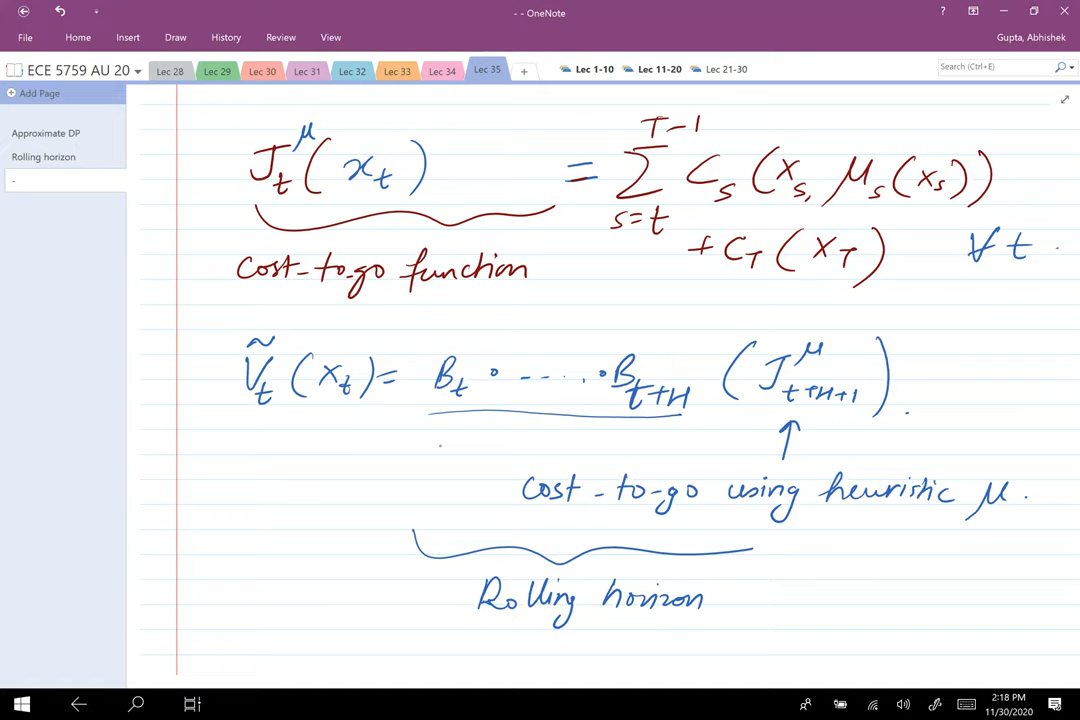 - - OneNote
?
File Home Insert Draw History Review View
Gupta, Abhishek
ECE 5759 AU 20 Lec 28 Lec 29 Lec 30 Lec 31 Lec 32 Lec 33 Lec 34 Lec 35 + Lec 1-10 Lec 11-20 Lec 21-30 Search (Ctrl+E)
Add Page
Approximate DP
Rolling horizon
-
J_t^μ(x_t) = Σ_{s=t}^{T-1} C_s(x_s, μ_s(x_s))
+ C_T(x_T) ∀ t
Cost-to-go function
Ṽ_t(x_t) = B_t ∘ ----. ∘ B_{t+H} (J_{t+H+1}^μ).
Cost-to-go using heuristic μ.
Rolling horizon
2:18 PM
11/30/2020